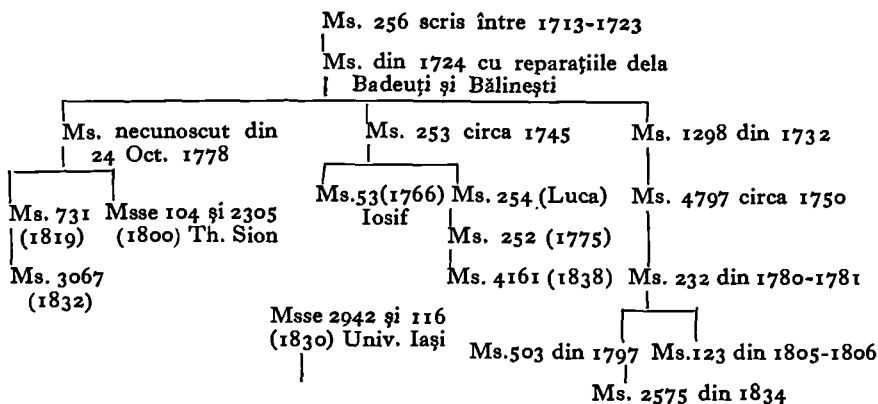 Ms. 256 scris între 1713-1723
Ms. din 1724 cu reparațiile dela
Badeuți și Bălinești
Ms. necunoscut din
24 Oct. 1778
Ms. 253 circa 1745
Ms. 1298 din 1732
Ms. 731
(1819)
Msse 104 și 2305
(1800) Th. Sion
Ms.53(1766)
Iosif
Ms. 254 (Luca)
Ms. 4797 circa 1750
Ms. 252 (1775)
Ms. 3067
(1832)
Ms. 4161 (1838)
Ms. 232 din 1780-1781
Msse 2942 și 116
(1830) Univ. Iași
Ms.503 din 1797
Ms.123 din 1805-1806
Ms. 2575 din 1834